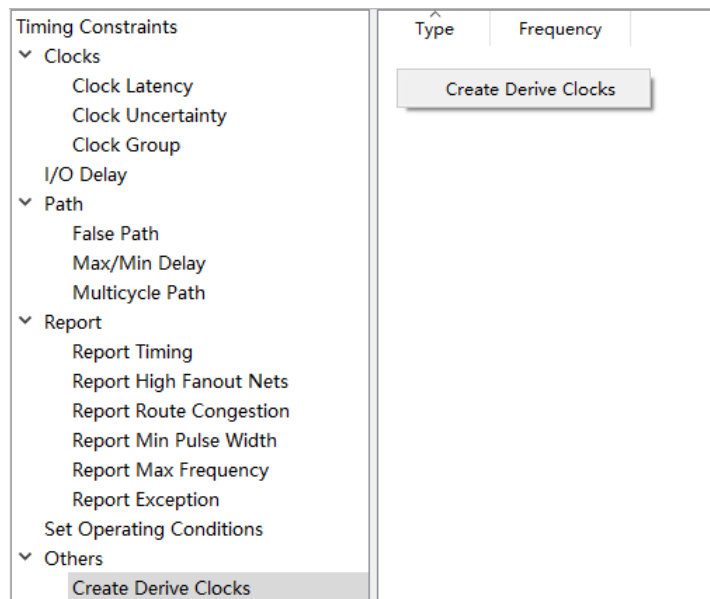 Timing Constraints
Clocks
Clock Latency
Clock Uncertainty
Clock Group
I/O Delay
Path
False Path
Max/Min Delay
Multicycle Path
Report
Report Timing
Report High Fanout Nets
Report Route Congestion
Report Min Pulse Width
Report Max Frequency
Report Exception
Set Operating Conditions
Others
Create Derive Clocks
Type Frequency
Create Derive Clocks